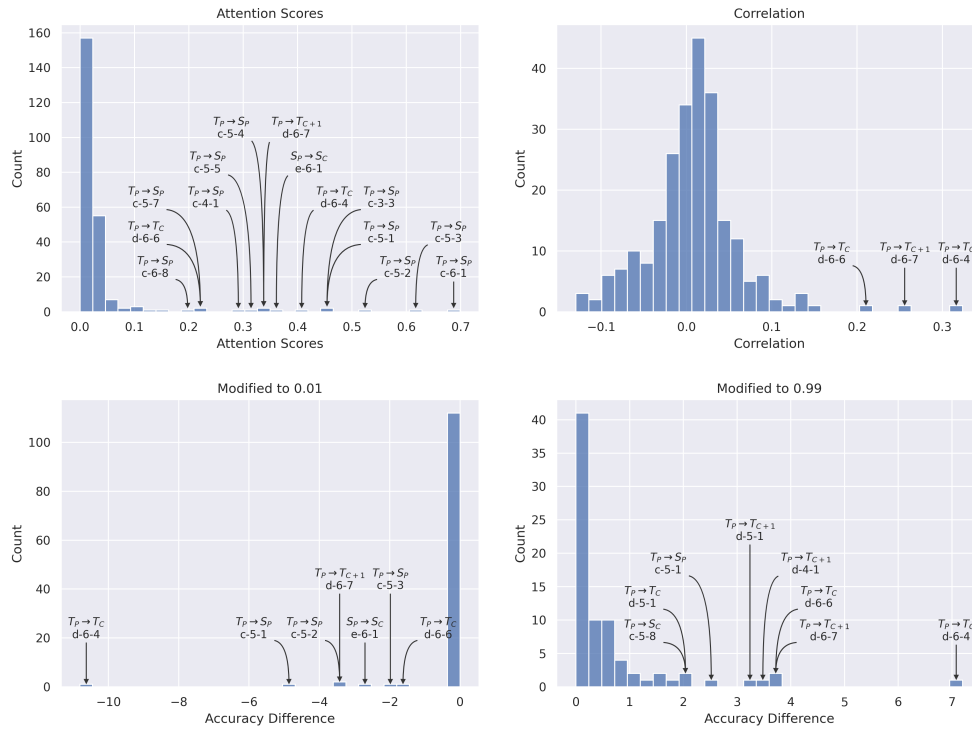 Attention Scores
Count
160
140
120
100
80
60
40
20
0
T_P→S_P
c-5-4
T_P→T_{C+1}
d-6-7
T_P→S_P
c-5-5
S_P→S_C
e-6-1
T_P→S_P
c-5-7
T_P→S_P
c-4-1
T_P→T_C
d-6-4
T_P→S_P
c-3-3
T_P→T_C
d-6-6
T_P→S_P
c-5-1
T_P→S_P
c-5-3
T_P→S_P
c-6-8
T_P→S_P
c-5-2
T_P→S_P
c-6-1
0.0 0.1 0.2 0.3 0.4 0.5 0.6 0.7
Attention Scores
Correlation
Count
40
30
20
10
0
T_P→T_C
d-6-6
T_P→T_{C+1}
d-6-7
T_P→T_C
d-6-4
−0.1 0.0 0.1 0.2 0.3
Correlation
Modified to 0.01
Count
100
80
60
40
20
0
T_P→T_{C+1}
d-6-7
T_P→S_P
c-5-3
T_P→T_C
d-6-4
T_P→S_P
c-5-1
T_P→S_P
c-5-2
S_P→S_C
e-6-1
T_P→T_C
d-6-6
−10 −8 −6 −4 −2 0
Accuracy Difference
Modified to 0.99
Count
40
35
30
25
20
15
10
5
0
T_P→T_{C+1}
d-5-1
T_P→S_P
c-5-1
T_P→T_{C+1}
d-4-1
T_P→T_C
d-5-1
T_P→T_C
d-6-6
T_P→S_C
c-5-8
T_P→T_{C+1}
d-6-7
T_P→T_C
d-6-4
0 1 2 3 4 5 6 7
Accuracy Difference